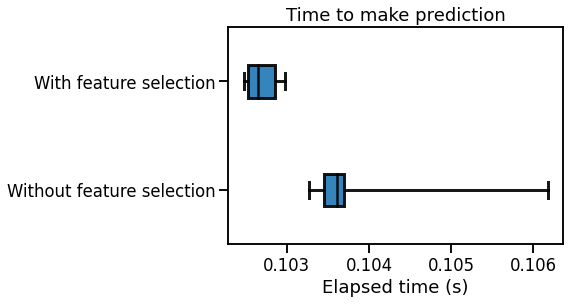 Time to make prediction
With feature selection
Without feature selection
0.103 0.104 0.105 0.106
Elapsed time (s)